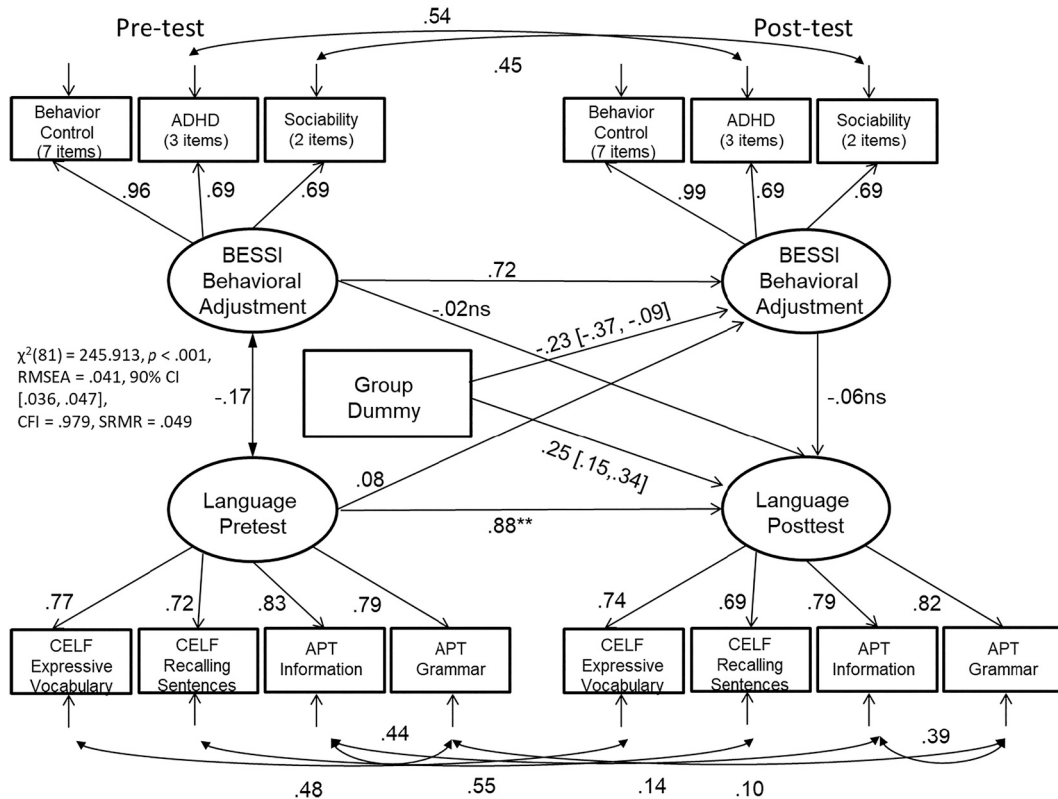 Pre-test
.54
Post-test
.45
Behavior
Control
(7 items)
ADHD
(3 items)
Sociability
(2 items)
Behavior
Control
(7 items)
ADHD
(3 items)
Sociability
(2 items)
.96
.69
.69
.99
.69
.69
BESSI
Behavioral
Adjustment
BESSI
Behavioral
Adjustment
.72
-.02ns
-.23 [-.37, -.09]
χ²(81) = 245.913, p < .001,
RMSEA = .041, 90% CI
[.036, .047],
CFI = .979, SRMR = .049
-.17
Group
Dummy
-.06ns
.25 [.15,.34]
.08
Language
Pretest
.88**
Language
Posttest
.77
.72
.83
.79
.74
.69
.79
.82
CELF
Expressive
Vocabulary
CELF
Recalling
Sentences
APT
Information
APT
Grammar
CELF
Expressive
Vocabulary
CELF
Recalling
Sentences
APT
Information
APT
Grammar
.44
.39
.48
.55
.14
.10